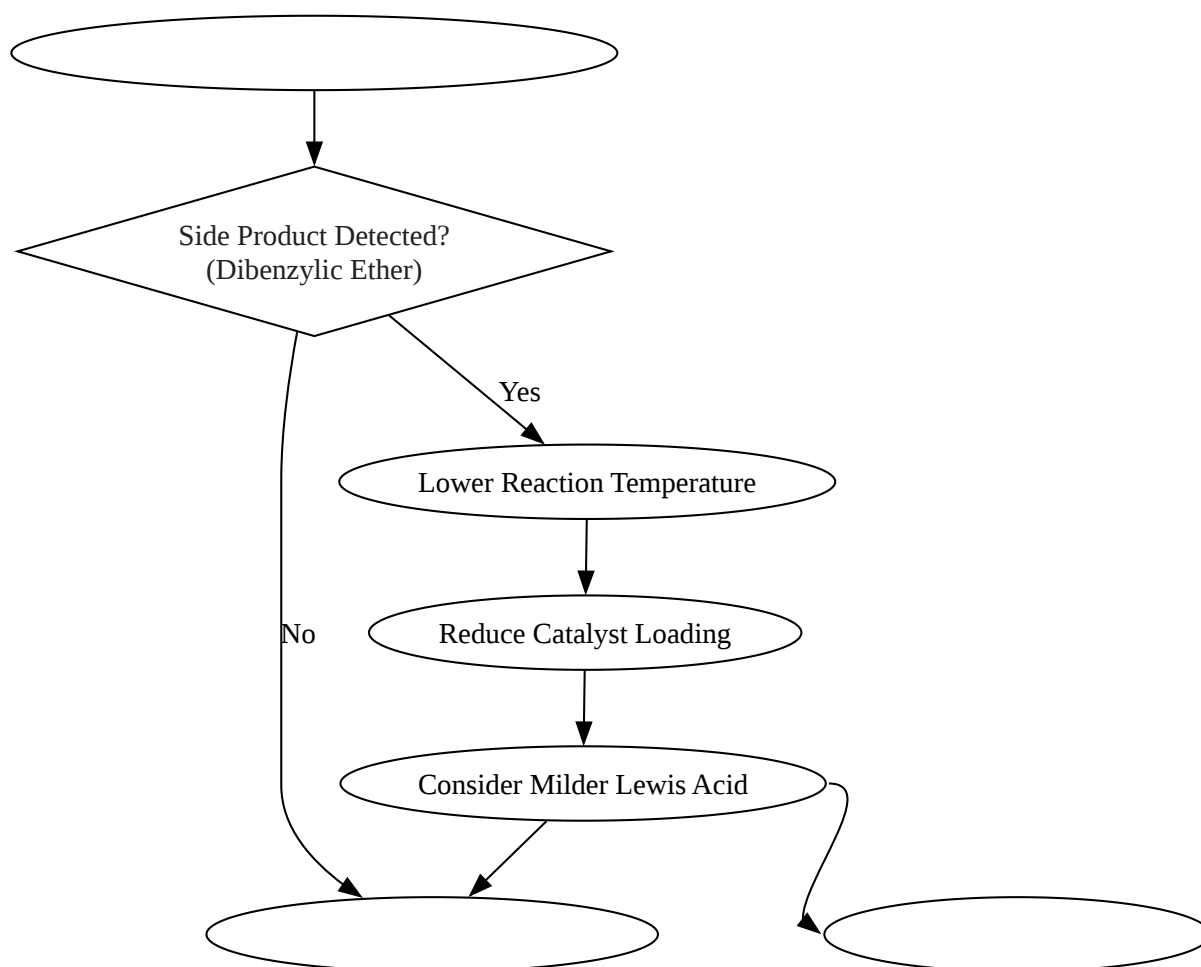 Side Product Detected?
(Dibenzylic Ether)
Yes
Lower Reaction Temperature
No
Reduce Catalyst Loading
Consider Milder Lewis Acid